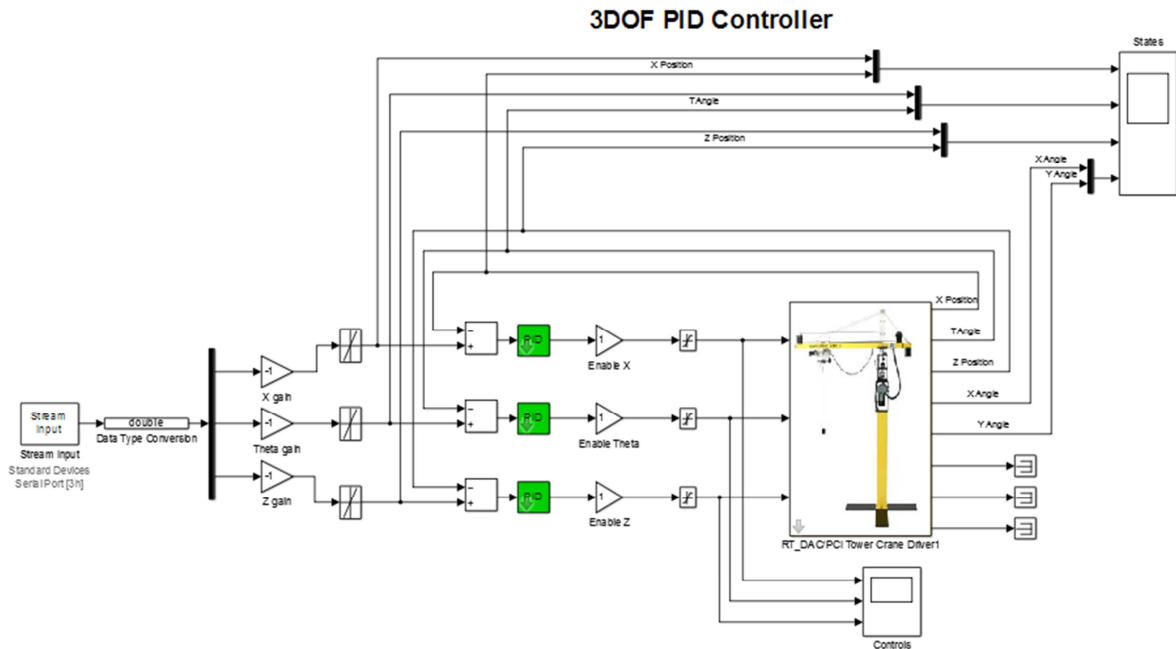 3DOF PID Controller
States
X Position
TAngle
Z Position
X Angle
Y Angle
X Position
TAngle
Z Position
X Angle
Y Angle
-1
X gain
-1
Theta gain
-1
Z gain
Stream
Input
Stream Input
Standard Devices
Serial Port [3h]
double
Data Type Conversion
−
+
PID
1
Enable X
−
+
PID
1
Enable Theta
−
+
PID
1
Enable Z
RT_DAC/PCI Tower Crane Driver1
Controls